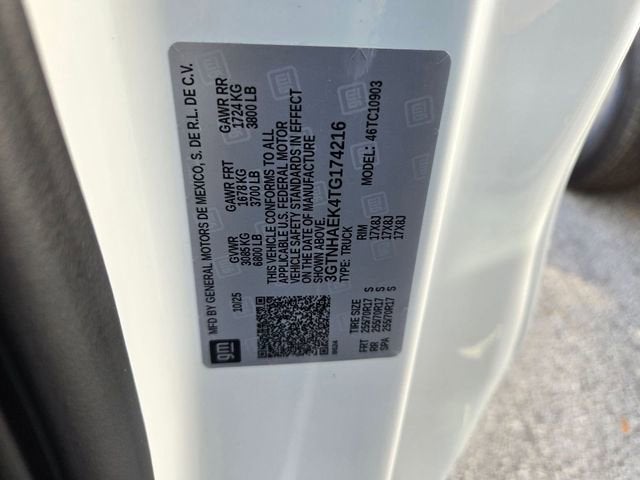 MFD BY GENERAL MOTORS DE MEXICO, S. DE R.L. DE C.V.
10/25 GVWR GAWR FRT GAWR RR
3085 KG 1678 KG 1724 KG
6800 LB 3700 LB 3800 LB
THIS VEHICLE CONFORMS TO ALL
APPLICABLE U.S. FEDERAL MOTOR
VEHICLE SAFETY STANDARDS IN EFFECT
ON THE DATE OF MANUFACTURE
SHOWN ABOVE.
3GTNHAEK4TG174216
TYPE: TRUCK MODEL: 46TC10903
gm
TIRE SIZE RIM
FRT 255/70R17 S 17X8J
RR 255/70R17 S 17X8J
SPA 255/70R17 S 17X8J